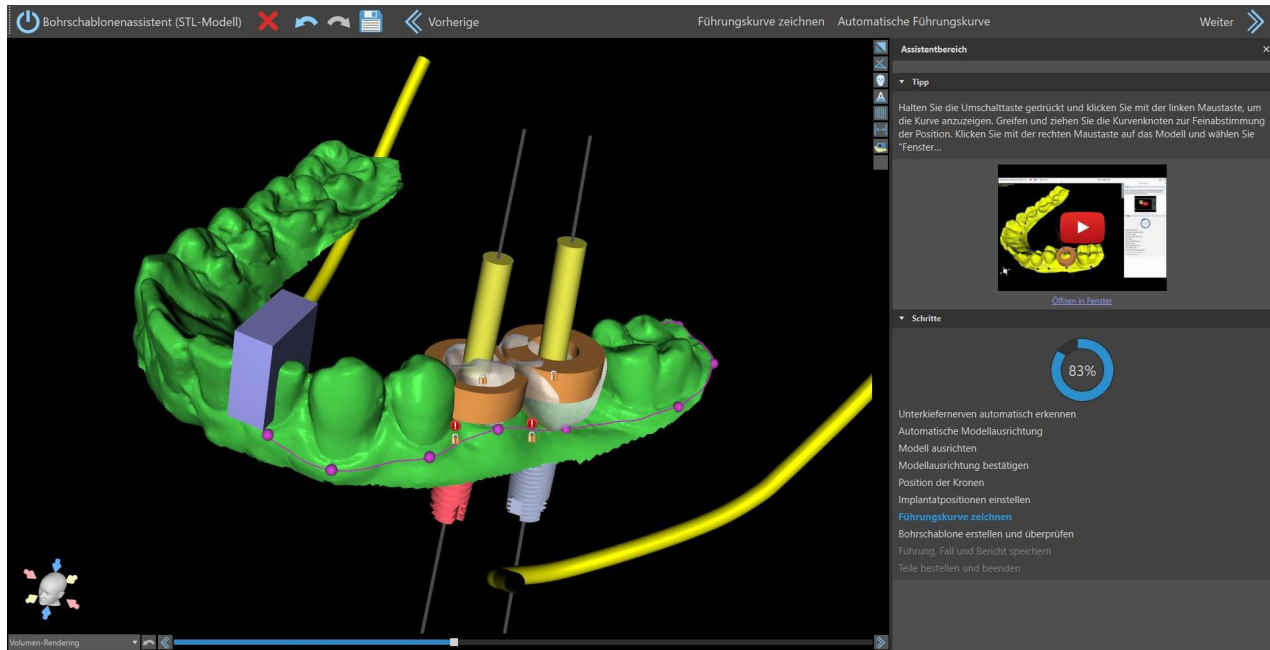 Bohrschablonenassistent (STL-Modell)
Vorherige
Führungskurve zeichnen
Automatische Führungskurve
Weiter
Assistentbereich
Tipp
Halten Sie die Umschalttaste gedrückt und klicken Sie mit der linken Maustaste, um
die Kurve anzuzeigen. Greifen und ziehen Sie die Kurvenknoten zur Feinabstimmung
der Position. Klicken Sie mit der rechten Maustaste auf das Modell und wählen Sie
"Fenster...
Öffnen in Fenster
Schritte
83%
Unterkiefernerven automatisch erkennen
Automatische Modellausrichtung
Modell ausrichten
Modellausrichtung bestätigen
Position der Kronen
Implantatpositionen einstellen
Führungskurve zeichnen
Bohrschablone erstellen und überprüfen
Führung, Fall und Bericht speichern
Teile bestellen und beenden
Volumen-Rendering